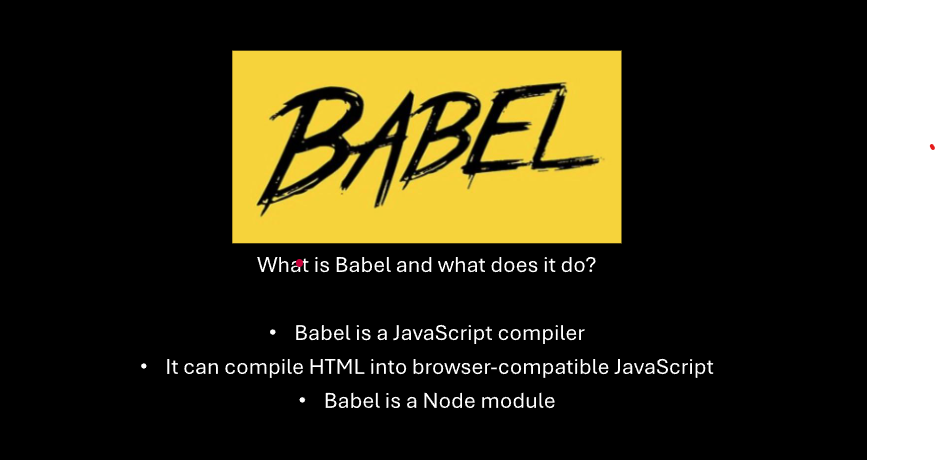 BABEL
What is Babel and what does it do?
• Babel is a JavaScript compiler
• It can compile HTML into browser-compatible JavaScript
• Babel is a Node module